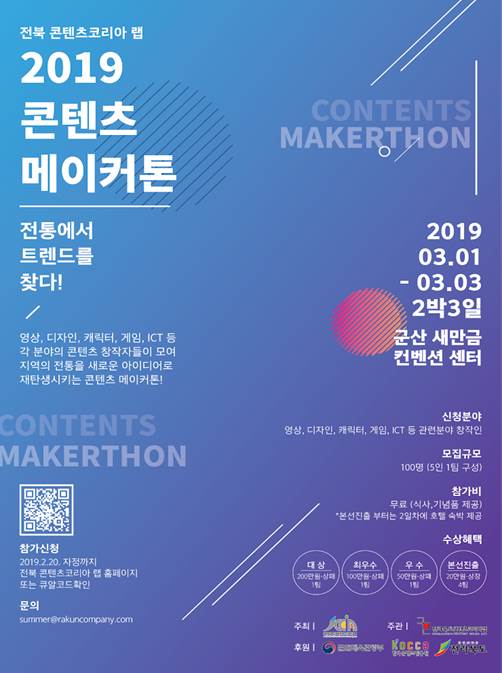 전북 콘텐츠코리아 랩
2019
콘텐츠
메이커톤
CONTENTS
MAKERTHON
전통에서
트렌드를
찾다!
2019
03.01
- 03.03
2박3일
군산 새만금
컨벤션 센터
영상, 디자인, 캐릭터, 게임, ICT 등
각 분야의 콘텐츠 창작자들이 모여
지역의 전통을 새로운 아이디어로
재탄생시키는 콘텐츠 메이커톤!
CONTENTS
MAKERTHON
신청분야
영상, 디자인, 캐릭터, 게임, ICT 등 관련분야 창작인
모집규모
100명 (5인 1팀 구성)
참가비
무료 (식사,기념품 제공)
*본선진출 부터는 2일차에 호텔 숙박 제공
수상혜택
대 상
200만원·상패
1팀
최우수
100만원·상패
1팀
우 수
50만원·상패
1팀
본선진출
20만원·상장
4팀
참가신청
2019.2.20. 자정까지
전북 콘텐츠코리아 랩 홈페이지
또는 큐알코드확인
문의
summer@rakuncompany.com
주최 |
주관 |
후원 |
문화체육관광부
Kocca
전라북도